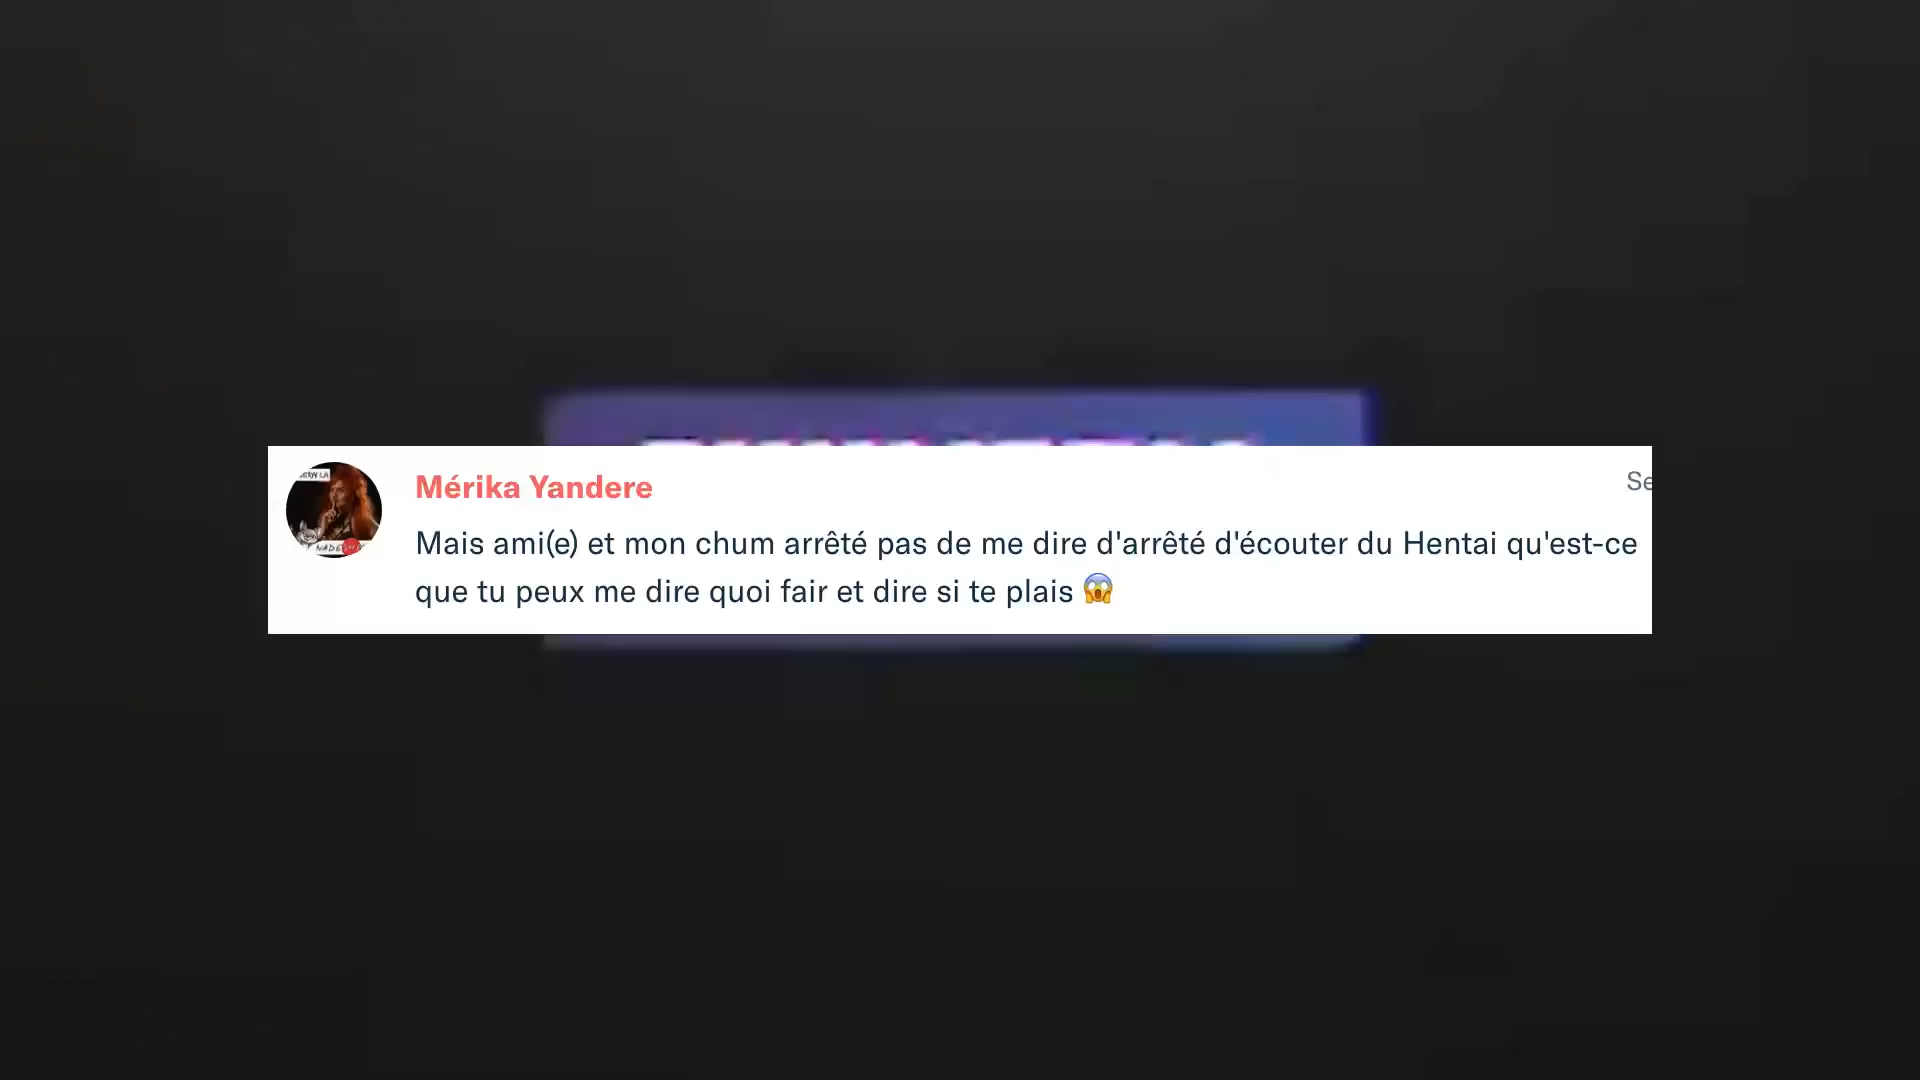 Mérika Yandere
Se
Mais ami(e) et mon chum arrêté pas de me dire d'arrêté d'écouter du Hentai qu'est-ce
que tu peux me dire quoi fair et dire si te plais 😱